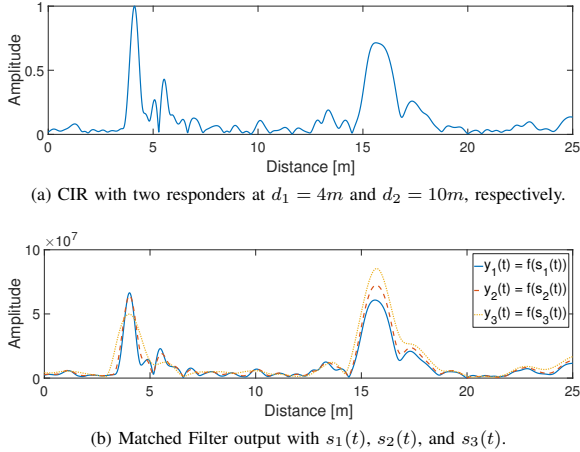 1
0.5
0
Amplitude
0 5 10 15 20 25
Distance [m]
(a) CIR with two responders at d₁ = 4m and d₂ = 10m, respectively.
×10⁷
10
5
0
Amplitude
y₁(t) = f(s₁(t))
y₂(t) = f(s₂(t))
y₃(t) = f(s₃(t))
0 5 10 15 20 25
Distance [m]
(b) Matched Filter output with s₁(t), s₂(t), and s₃(t).